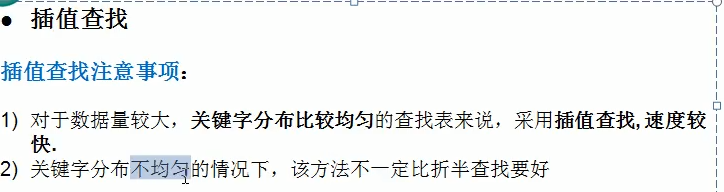 ● 插值查找
插值查找注意事项：
1) 对于数据量较大，关键字分布比较均匀的查找表来说，采用插值查找, 速度较
快.
2) 关键字分布不均匀的情况下，该方法不一定比折半查找要好